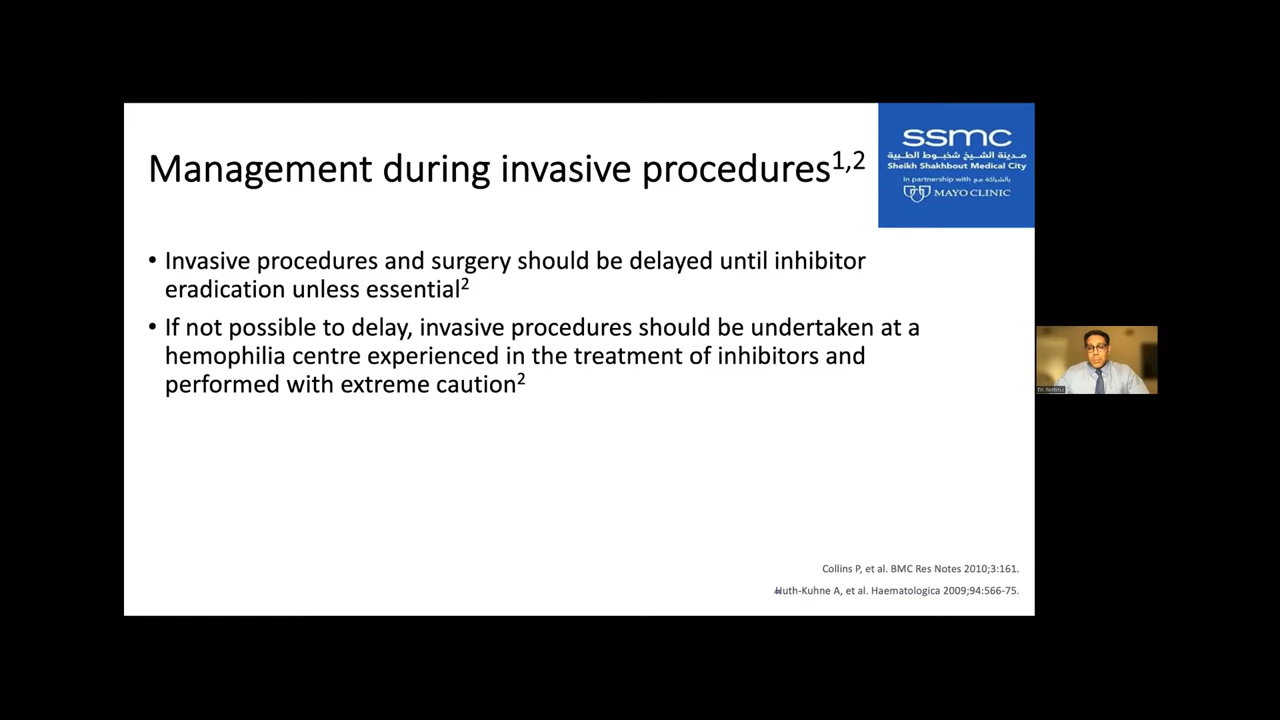 Management during invasive procedures1,2
ssmc
مدينة الشيخ شخبوط الطبية
Sheikh Shakhbout Medical City
In partnership with بالشراكة مع
MAYO CLINIC
• Invasive procedures and surgery should be delayed until inhibitor
eradication unless essential2
• If not possible to delay, invasive procedures should be undertaken at a
hemophilia centre experienced in the treatment of inhibitors and
performed with extreme caution2
Collins P, et al. BMC Res Notes 2010;3:161.
Huth-Kuhne A, et al. Haematologica 2009;94:566-75.